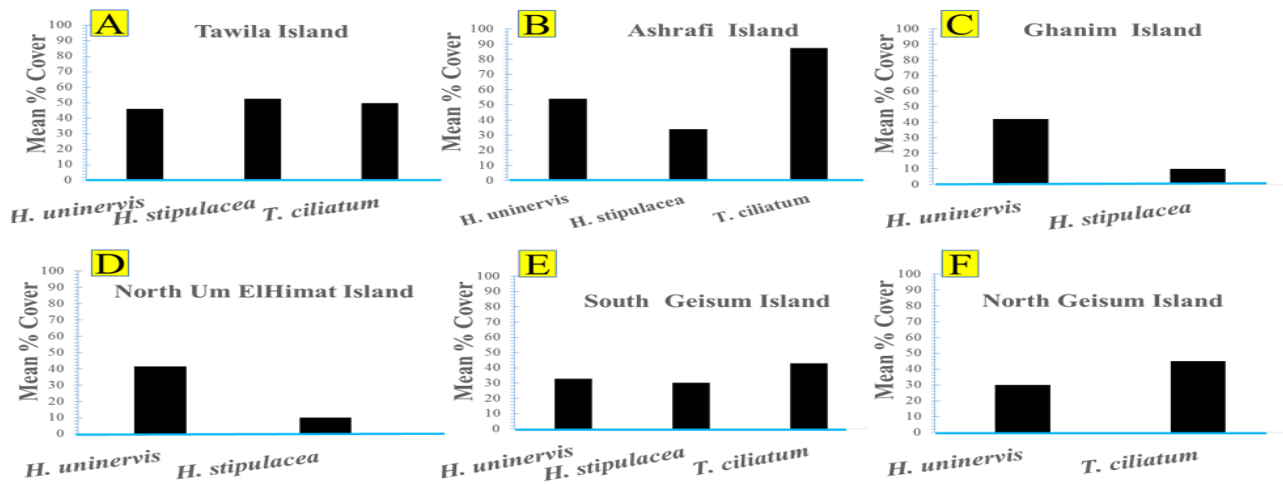 A
Tawila Island
Mean % Cover
100
90
80
70
60
50
40
30
20
10
0
H. uninervis
H. stipulacea
T. ciliatum
B
Ashrafi Island
Mean % Cover
100
90
80
70
60
50
40
30
20
10
0
H. uninervis
H. stipulacea
T. ciliatum
C
Ghanim Island
Mean % Cover
100
90
80
70
60
50
40
30
20
10
0
H. uninervis
H. stipulacea
D
North Um ElHimat Island
Mean % Cover
100
90
80
70
60
50
40
30
20
10
0
H. uninervis
H. stipulacea
E
South Geisum Island
Mean % Cover
100
90
80
70
60
50
40
30
20
10
0
H. uninervis
H. stipulacea
T. ciliatum
F
North Geisum Island
Mean % Cover
100
90
80
70
60
50
40
30
20
10
0
H. uninervis
T. ciliatum